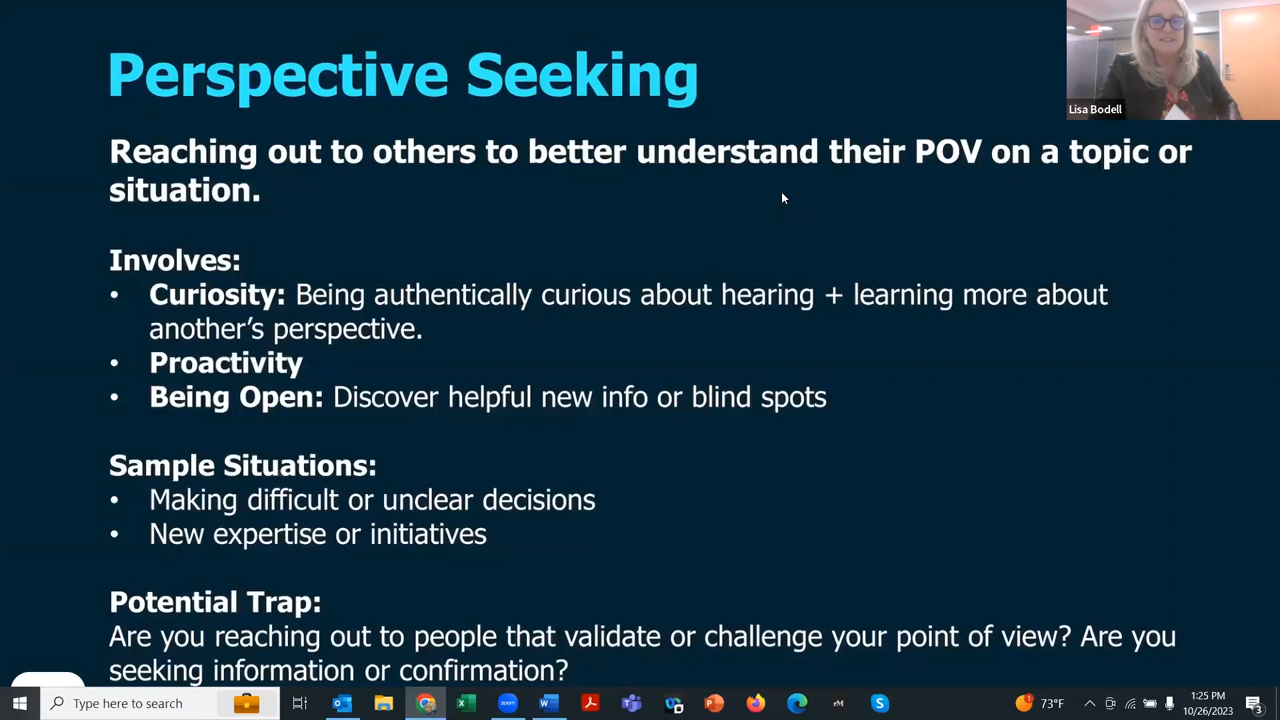 Perspective Seeking
Lisa Bodell
Reaching out to others to better understand their POV on a topic or
situation.
Involves:
• Curiosity: Being authentically curious about hearing + learning more about
another’s perspective.
• Proactivity
• Being Open: Discover helpful new info or blind spots
Sample Situations:
• Making difficult or unclear decisions
• New expertise or initiatives
Potential Trap:
Are you reaching out to people that validate or challenge your point of view? Are you
seeking information or confirmation?
Type here to search
zoom
rM
1
73°F
1:25 PM
10/26/2023
3